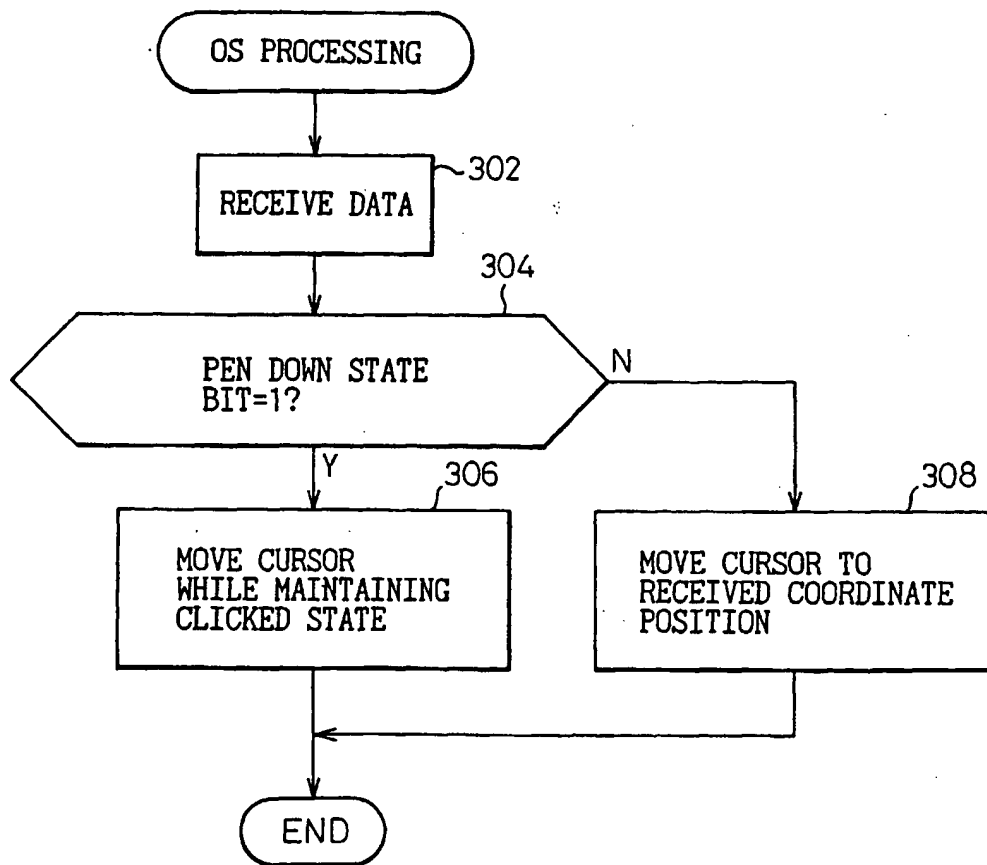 OS PROCESSING
302
RECEIVE DATA
304
PEN DOWN STATE
BIT=1?
N
Y
306
308
MOVE CURSOR
WHILE MAINTAINING
CLICKED STATE
MOVE CURSOR TO
RECEIVED COORDINATE
POSITION
END